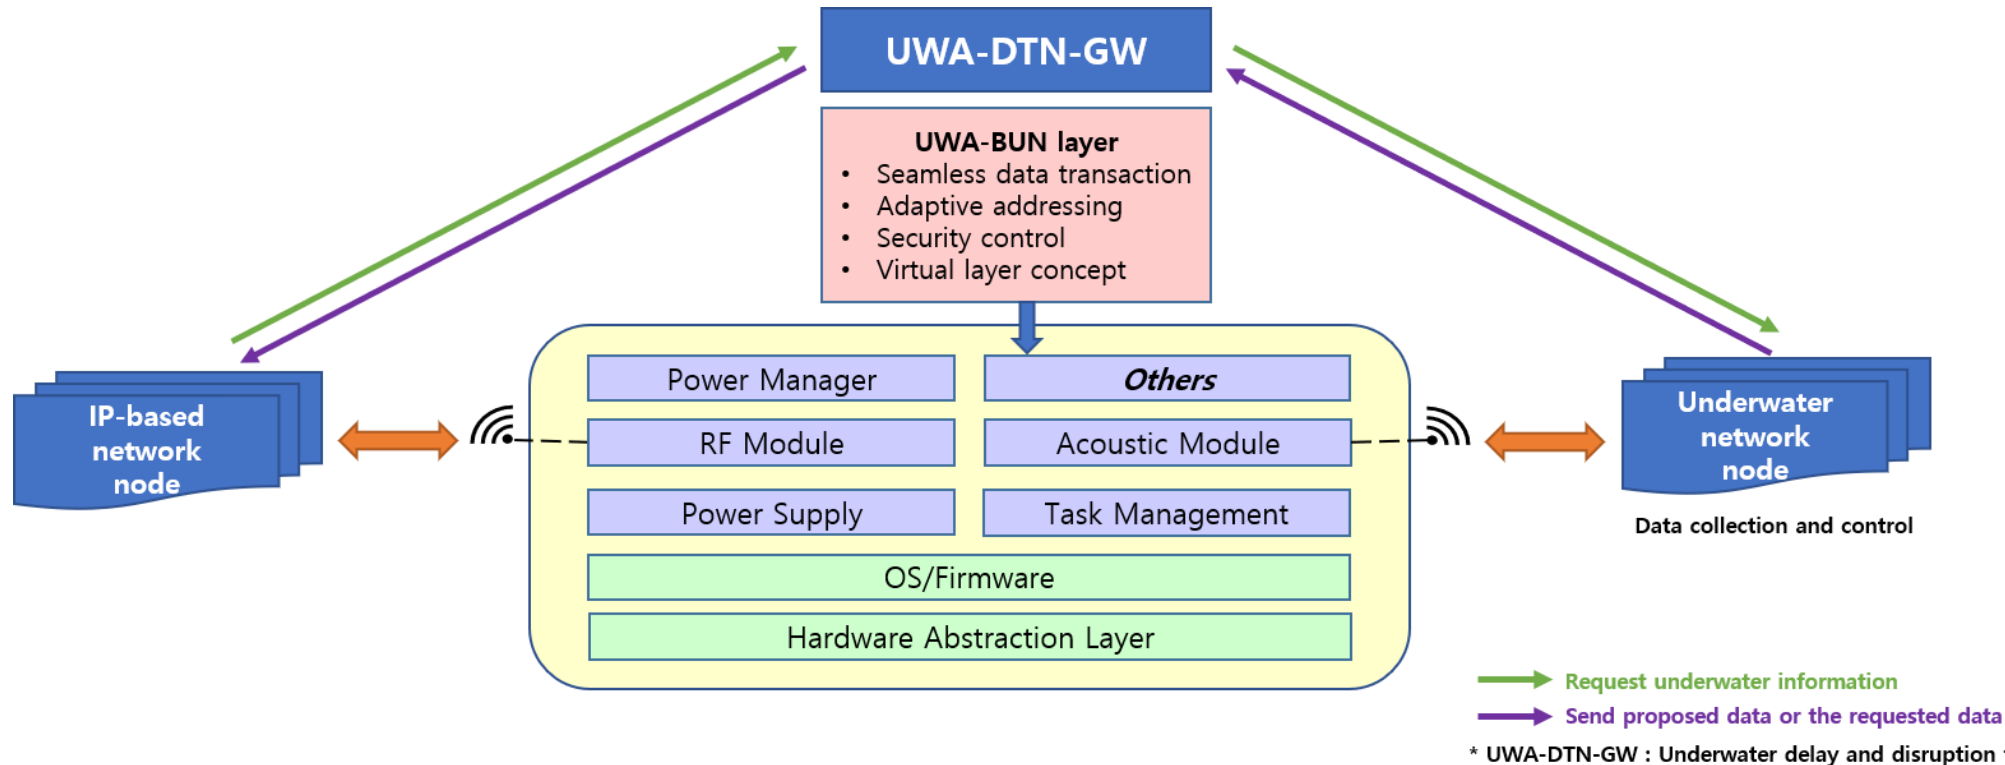 UWA-DTN-GW
UWA-BUN layer
• Seamless data transaction
• Adaptive addressing
• Security control
• Virtual layer concept
Power Manager
Others
IP-based
network
node
RF Module
Acoustic Module
Underwater
network
node
Power Supply
Task Management
Data collection and control
OS/Firmware
Hardware Abstraction Layer
Request underwater information
Send proposed data or the requested data
* UWA-DTN-GW : Underwater delay and disruption